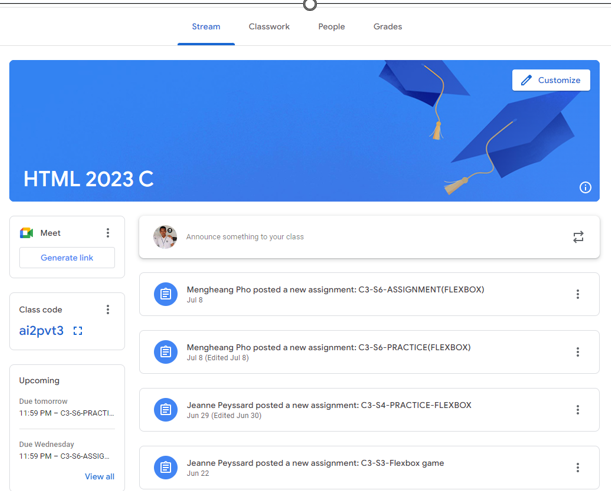 Stream
Classwork
People
Grades
Customize
HTML 2023 C
Meet
Generate link
Class code
ai2pvt3
Upcoming
Due tomorrow
11:59 PM – C3-S6-PRACTI...
Due Wednesday
11:59 PM – C3-S6-ASSIG...
View all
Announce something to your class
Mengheang Pho posted a new assignment: C3-S6-ASSIGNMENT(FLEXBOX)
Jul 8
Mengheang Pho posted a new assignment: C3-S6-PRACTICE(FLEXBOX)
Jul 8 (Edited Jul 8)
Jeanne Peyssard posted a new assignment: C3-S4-PRACTICE-FLEXBOX
Jun 29 (Edited Jun 30)
Jeanne Peyssard posted a new assignment: C3-S3-Flexbox game
Jun 22